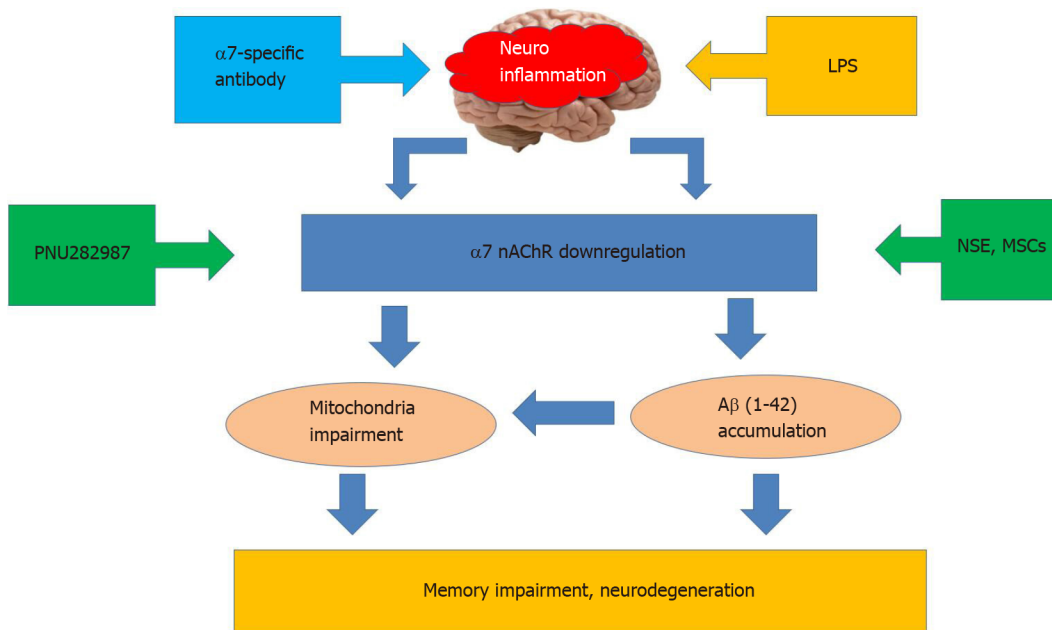 α7-specific
antibody
Neuro
inflammation
LPS
PNU282987
α7 nAChR downregulation
NSE, MSCs
Mitochondria
impairment
Aβ (1-42)
accumulation
Memory impairment, neurodegeneration